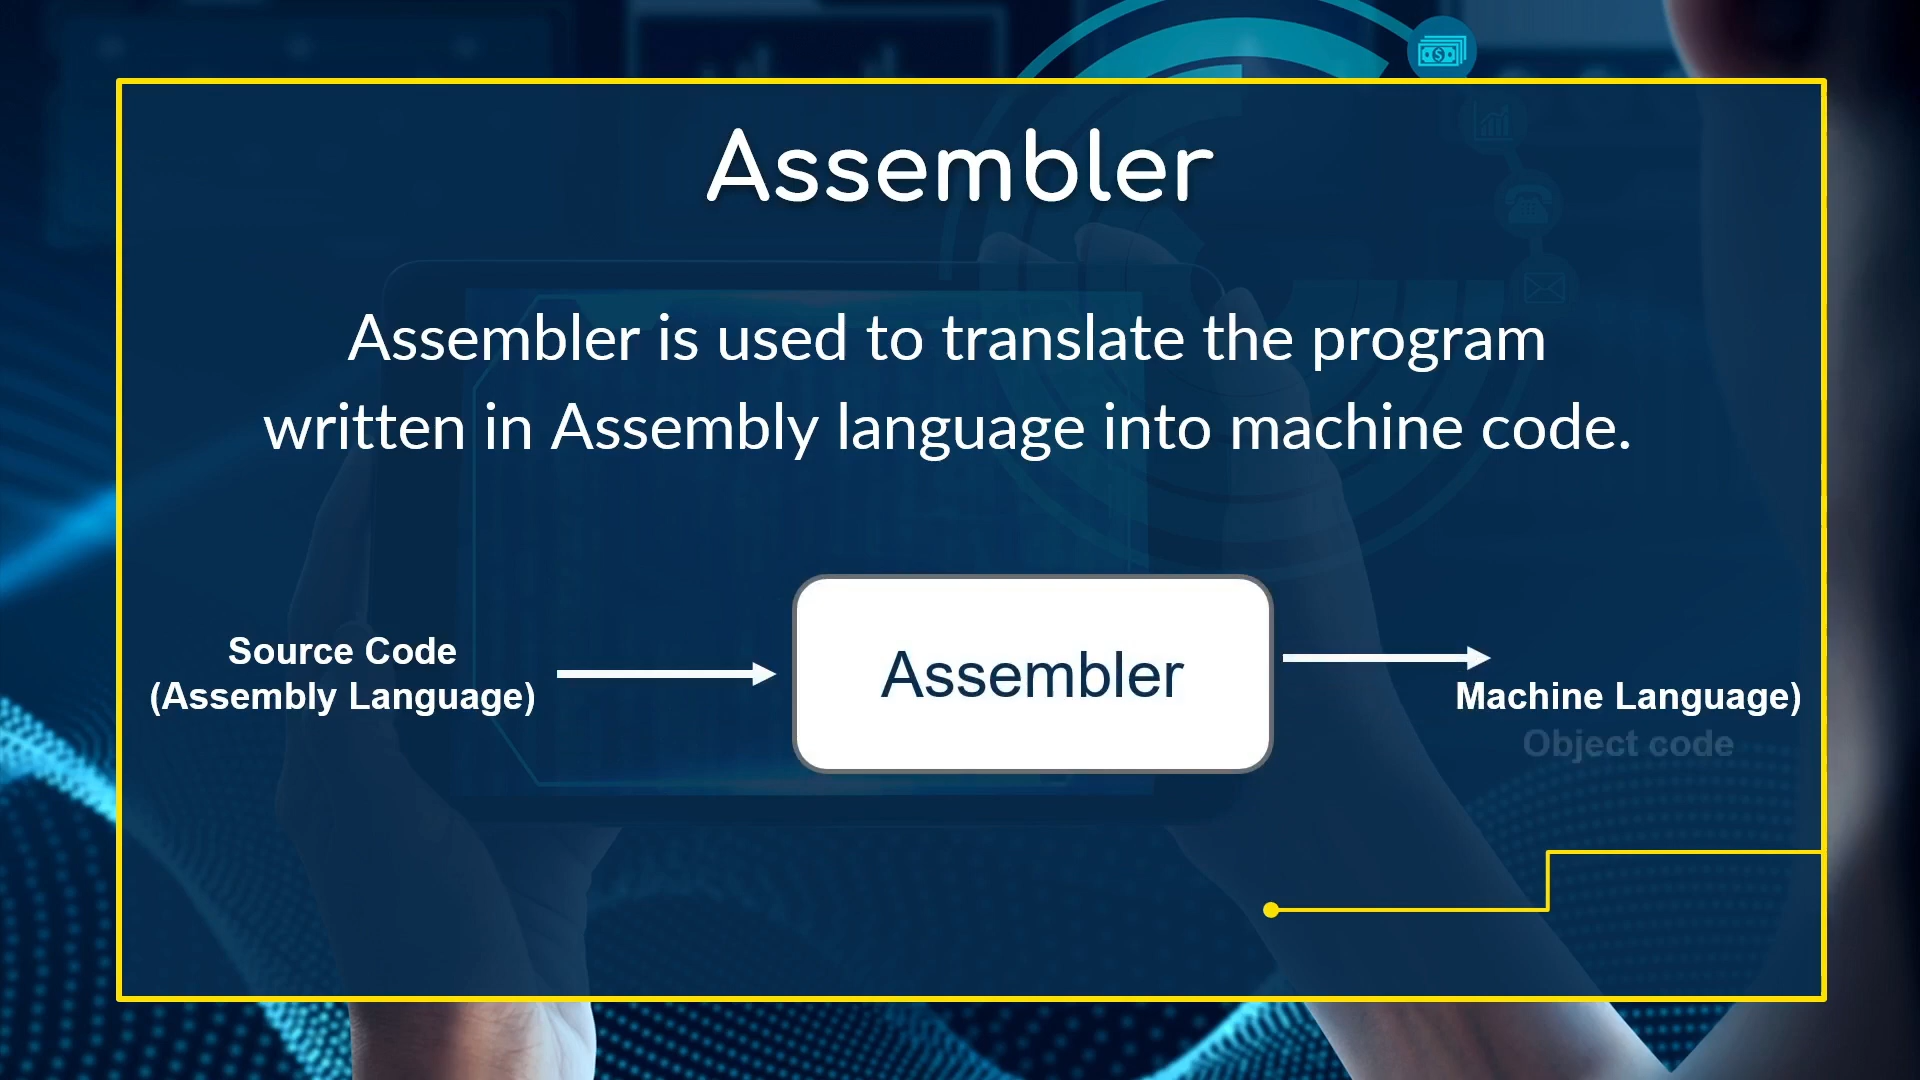 Assembler
Assembler is used to translate the program
written in Assembly language into machine code.
Source Code
(Assembly Language)
Assembler
Machine Language)
Object code